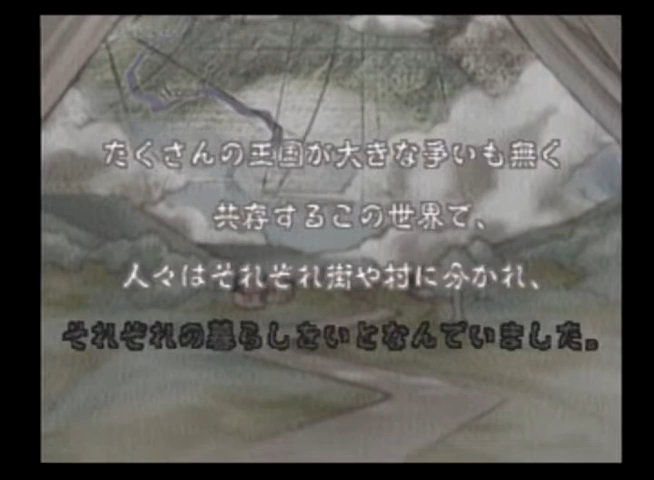 たくさんの王国が大きな争いも無く
共存するこの世界で、
人々はそれぞれ街や村に分かれ、
それぞれの暮らしをいとなんでいました。